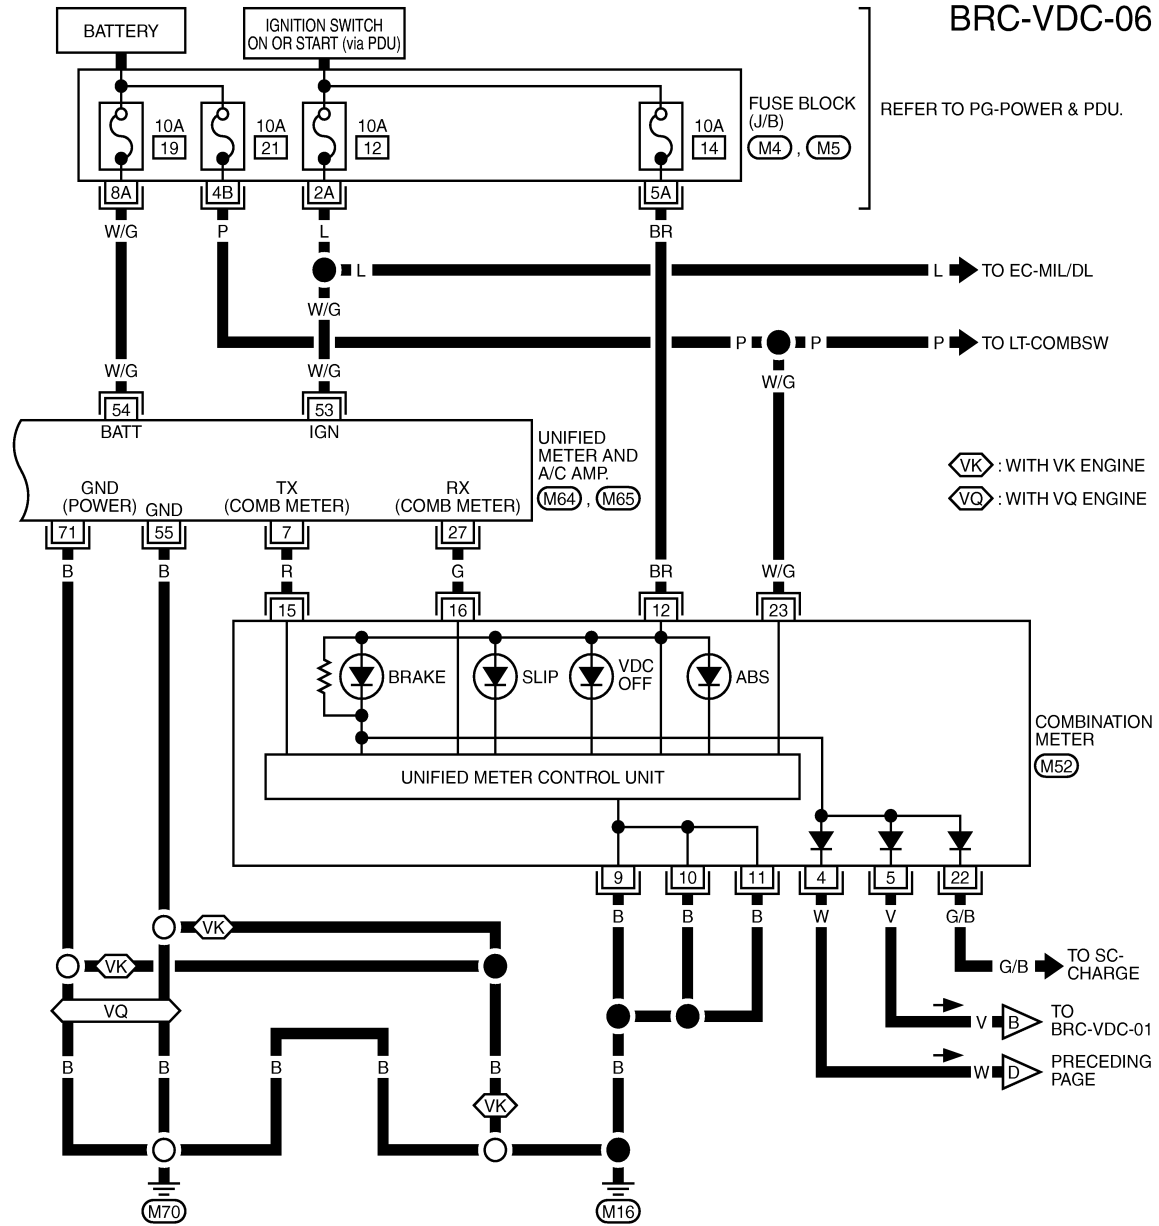 BRC-VDC-06
BATTERY
IGNITION SWITCH
ON OR START (via PDU)
FUSE BLOCK
(J/B)
M4 , M5
REFER TO PG-POWER & PDU.
10A
19
10A
21
10A
12
10A
14
8A
4B
2A
5A
W/G
P
L
BR
L
L
TO EC-MIL/DL
W/G
P
P
P
TO LT-COMBSW
W/G
W/G
W/G
54
53
BATT
IGN
UNIFIED
METER AND
A/C AMP.
M64 , M65
VK : WITH VK ENGINE
VQ : WITH VQ ENGINE
GND
(POWER)
GND
TX
(COMB METER)
RX
(COMB METER)
71
55
7
27
B
B
R
G
BR
W/G
15
16
12
23
BRAKE
SLIP
VDC
OFF
ABS
COMBINATION
METER
M52
UNIFIED METER CONTROL UNIT
9
10
11
4
5
22
B
B
B
W
V
G/B
VK
VK
G/B
TO SC-
CHARGE
VQ
V
B
TO
BRC-VDC-01
B
B
B
B
B
B
W
D
PRECEDING
PAGE
VK
M70
M16